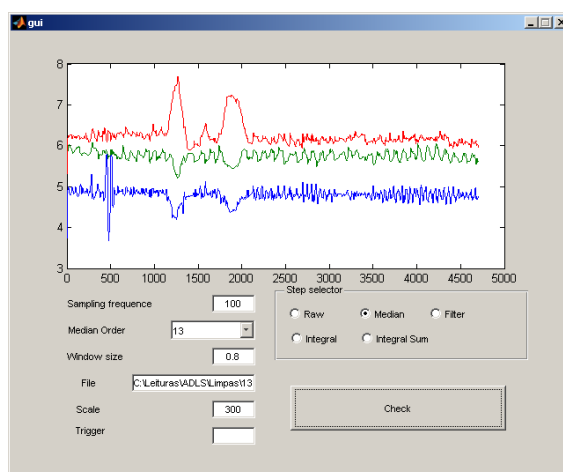 gui
8
7
6
5
4
3
0 500 1000 1500 2000 2500 3000 3500 4000 4500 5000
Step selector
Sampling frequence 100
Raw Median Filter
Median Order 13
Integral Integral Sum
Window size 0.8
File C:\Leituras\ADLS\Limpas\13
Check
Scale 300
Trigger